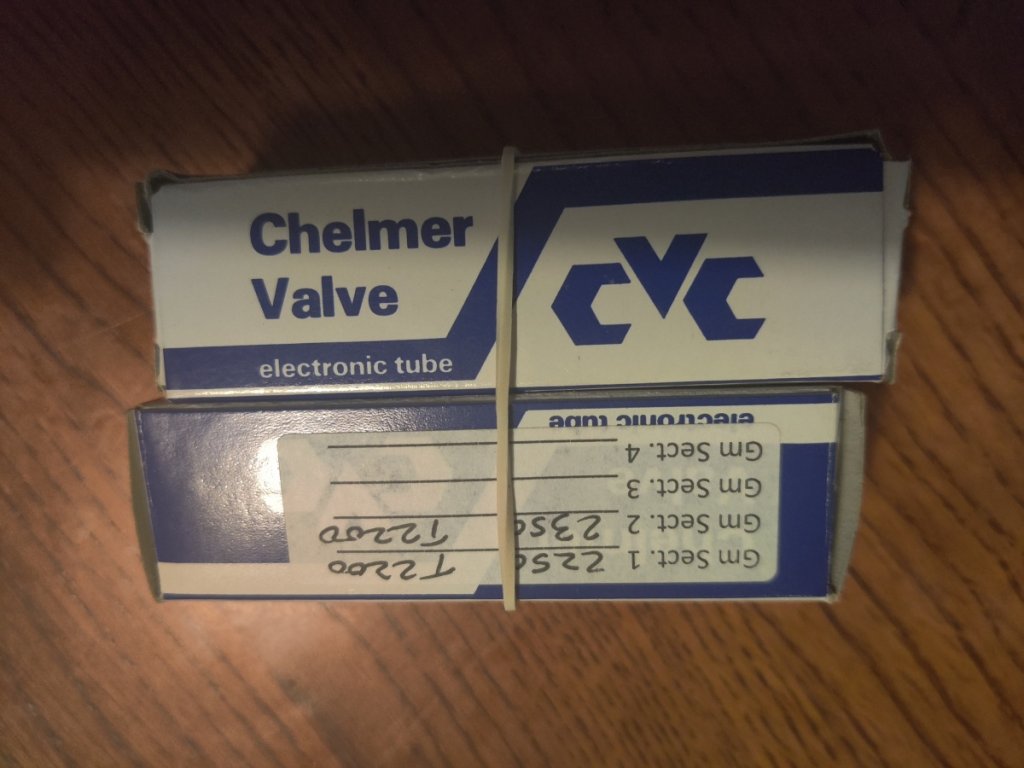 Chelmer
Valve
electronic tube
CVC
Gm Sect. 1 2250 T2200
Gm Sect. 2 2350 T2200
Gm Sect. 3
Gm Sect. 4
electronic tube